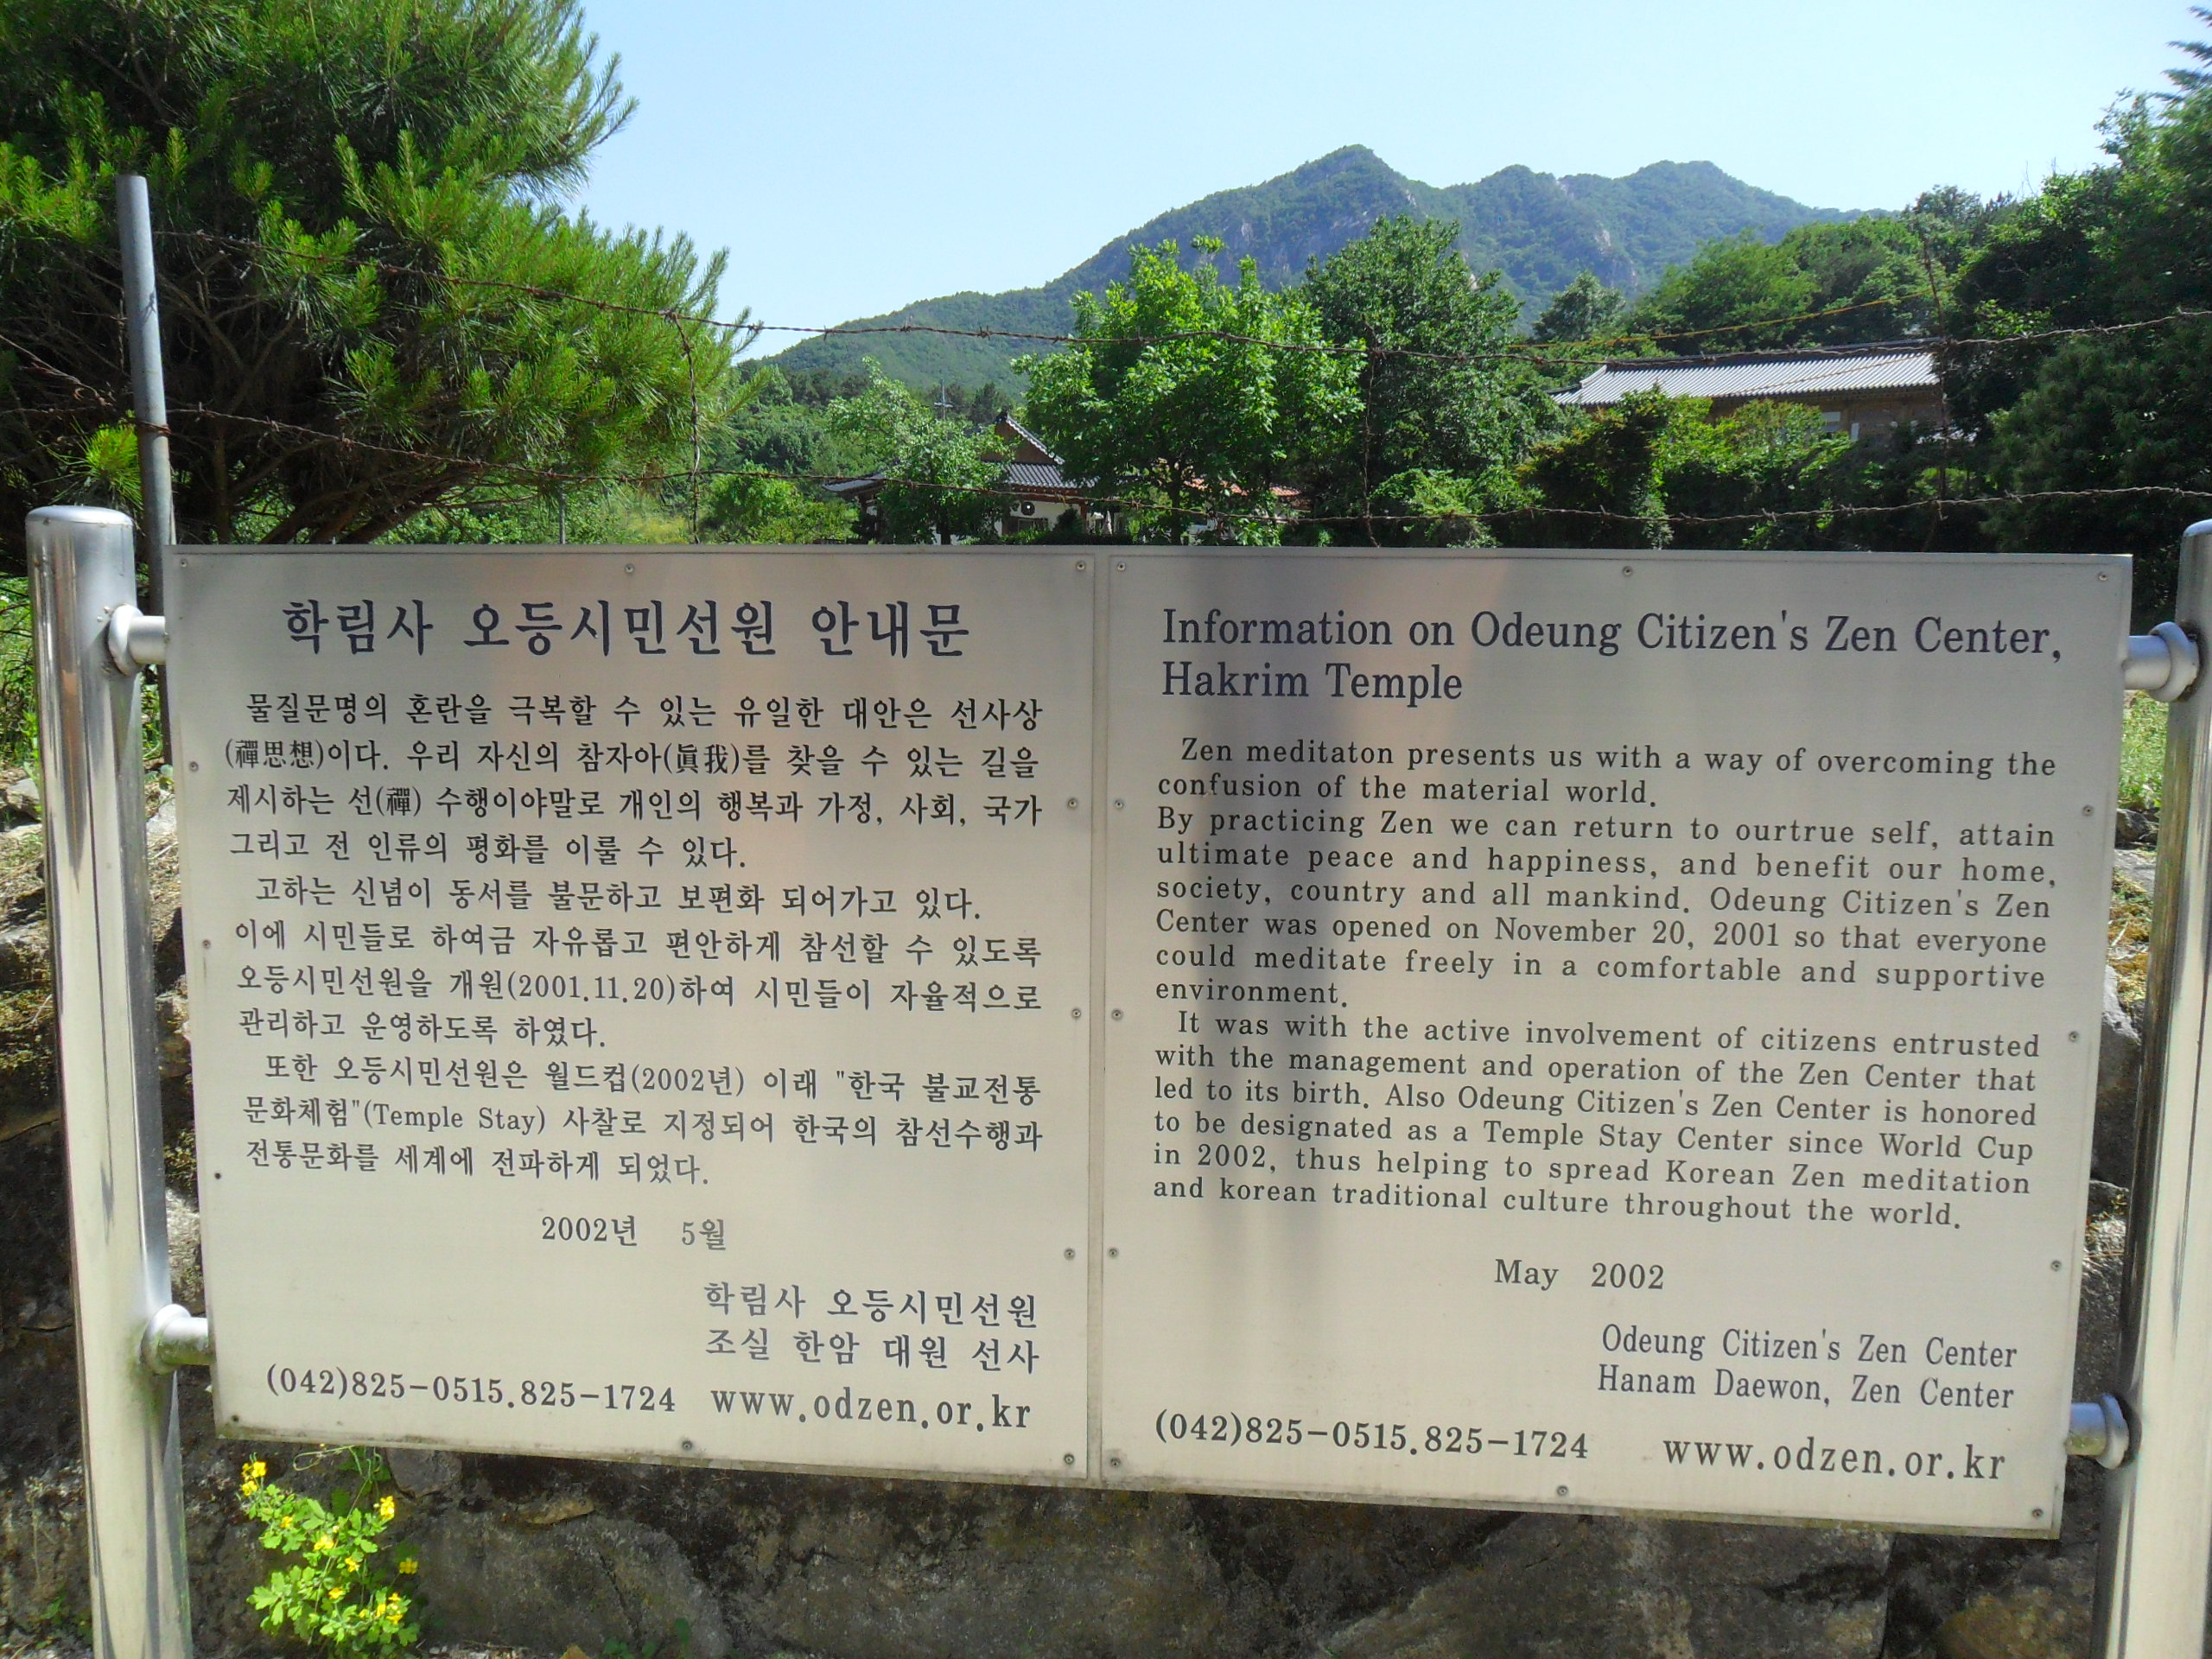 학림사 오등시민선원 안내문
물질문명의 혼란을 극복할 수 있는 유일한 대안은 선사상
(禪思想)이다. 우리 자신의 참자아(眞我)를 찾을 수 있는 길을
제시하는 선(禪) 수행이야말로 개인의 행복과 가정, 사회, 국가
그리고 전 인류의 평화를 이룰 수 있다.
고하는 신념이 동서를 불문하고 보편화 되어가고 있다.
이에 시민들로 하여금 자유롭고 편안하게 참선할 수 있도록
오등시민선원을 개원(2001.11.20)하여 시민들이 자율적으로
관리하고 운영하도록 하였다.
또한 오등시민선원은 월드컵(2002년) 이래 "한국 불교전통
문화체험"(Temple Stay) 사찰로 지정되어 한국의 참선수행과
전통문화를 세계에 전파하게 되었다.
2002년 5월
학림사 오등시민선원
조실 한암 대원 선사
(042)825-0515.825-1724 www.odzen.or.kr
Information on Odeung Citizen's Zen Center,
Hakrim Temple
Zen meditaton presents us with a way of overcoming the
confusion of the material world.
By practicing Zen we can return to ourtrue self, attain
ultimate peace and happiness, and benefit our home,
society, country and all mankind. Odeung Citizen's Zen
Center was opened on November 20, 2001 so that everyone
could meditate freely in a comfortable and supportive
environment.
It was with the active involvement of citizens entrusted
with the management and operation of the Zen Center that
led to its birth. Also Odeung Citizen's Zen Center is honored
to be designated as a Temple Stay Center since World Cup
in 2002, thus helping to spread Korean Zen meditation
and korean traditional culture throughout the world.
May 2002
Odeung Citizen's Zen Center
Hanam Daewon, Zen Center
(042)825-0515.825-1724 www.odzen.or.kr